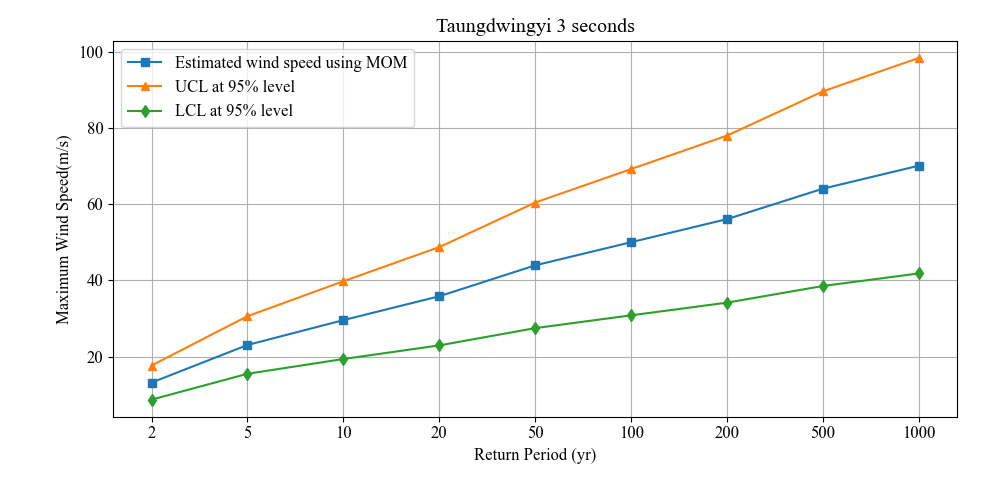 Taungdwingyi 3 seconds
Estimated wind speed using MOM
UCL at 95% level
LCL at 95% level
Maximum Wind Speed(m/s)
100
80
60
40
20
2 5 10 20 50 100 200 500 1000
Return Period (yr)